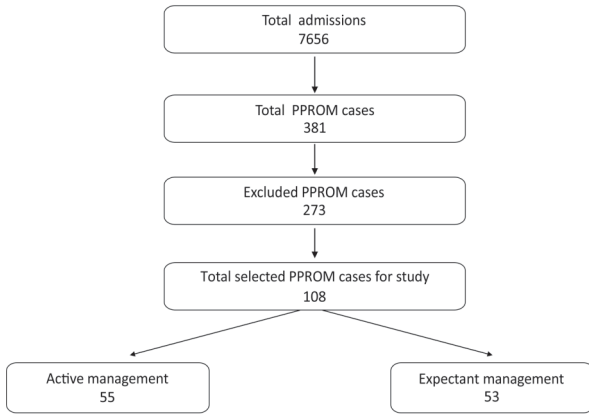 Total admissions
7656
Total PPROM cases
381
Excluded PPROM cases
273
Total selected PPROM cases for study
108
Active management
55
Expectant management
53